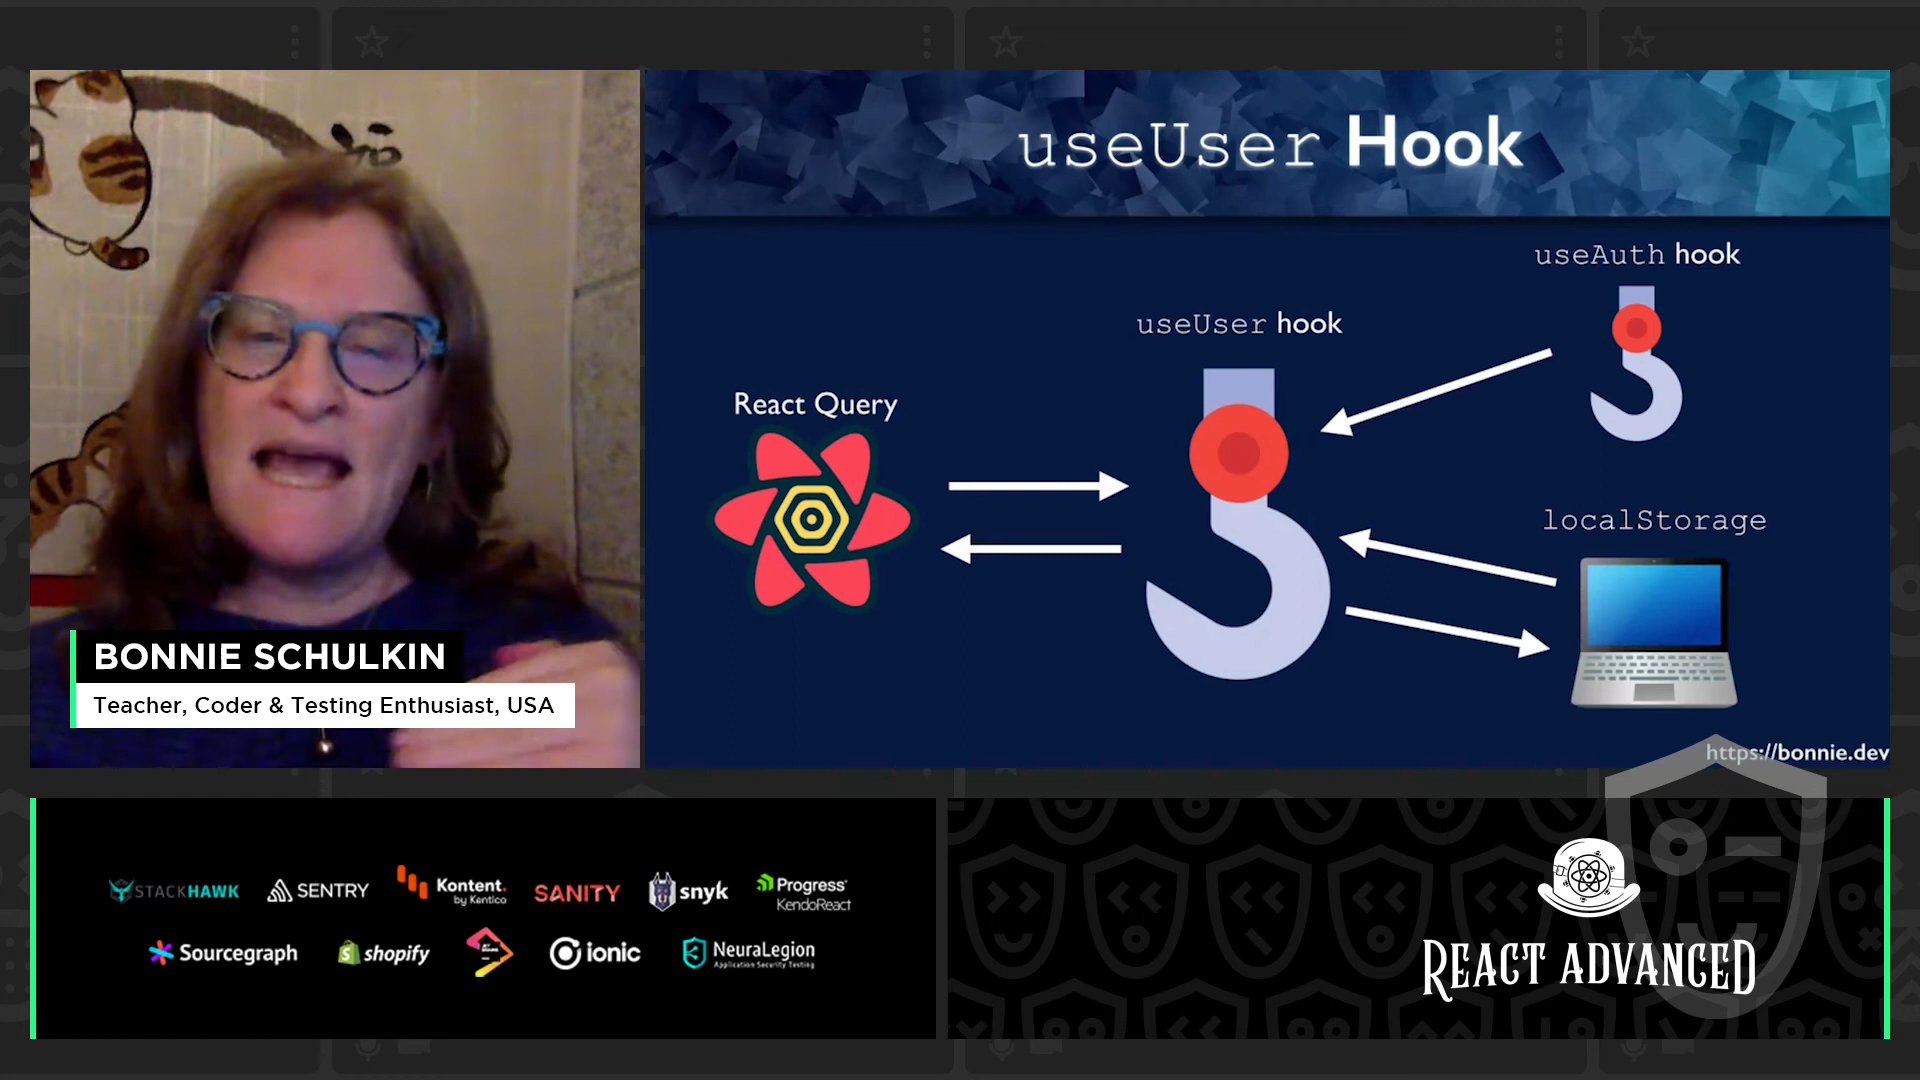 useUser Hook
useAuth hook
useUser hook
React Query
localStorage
https://bonnie.dev
BONNIE SCHULKIN
Teacher, Coder & Testing Enthusiast, USA
STACKHAWK
SENTRY
Kontent.
by Kentico
SANITY
snyk
Progress®
KendoReact
Sourcegraph
shopify
ionic
NeuraLegion
Application Security Testing
REACT ADVANCED